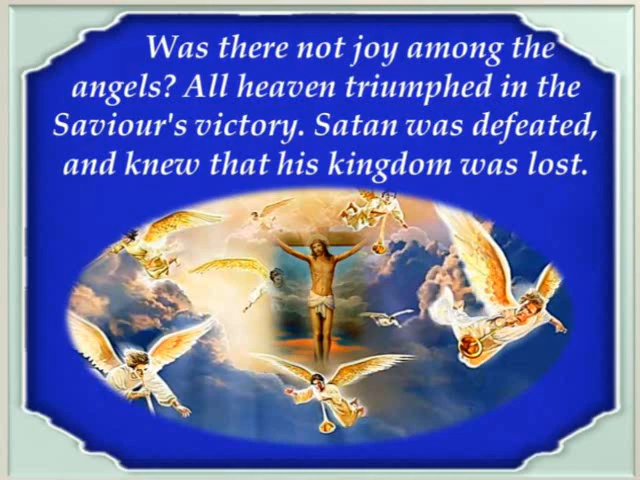 Was there not joy among the
angels? All heaven triumphed in the
Saviour's victory. Satan was defeated,
and knew that his kingdom was lost.